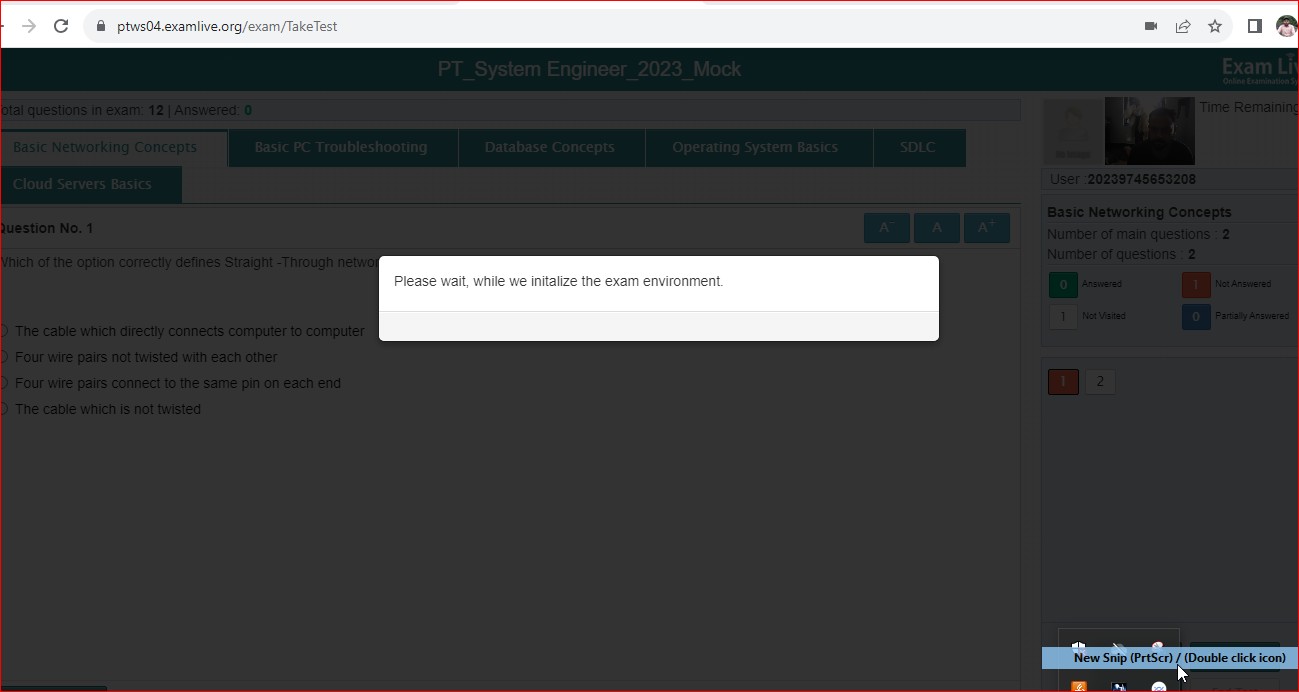 ptws04.examlive.org/exam/TakeTest
PT_System Engineer_2023_Mock
Exam Li
Online Examination Sy
otal questions in exam: 12 | Answered: 0
Time Remaining
Basic Networking Concepts
Basic PC Troubleshooting
Database Concepts
Operating System Basics
SDLC
Cloud Servers Basics
User :20239745653208
Question No. 1
A-
A
A+
Basic Networking Concepts
Number of main questions : 2
Number of questions : 2
Which of the option correctly defines Straight -Through networ
Please wait, while we initalize the exam environment.
0 Answered
1 Not Answered
1 Not Visited
0 Partially Answered
The cable which directly connects computer to computer
Four wire pairs not twisted with each other
Four wire pairs connect to the same pin on each end
The cable which is not twisted
1
2
New Snip (PrtScr) / (Double click icon)